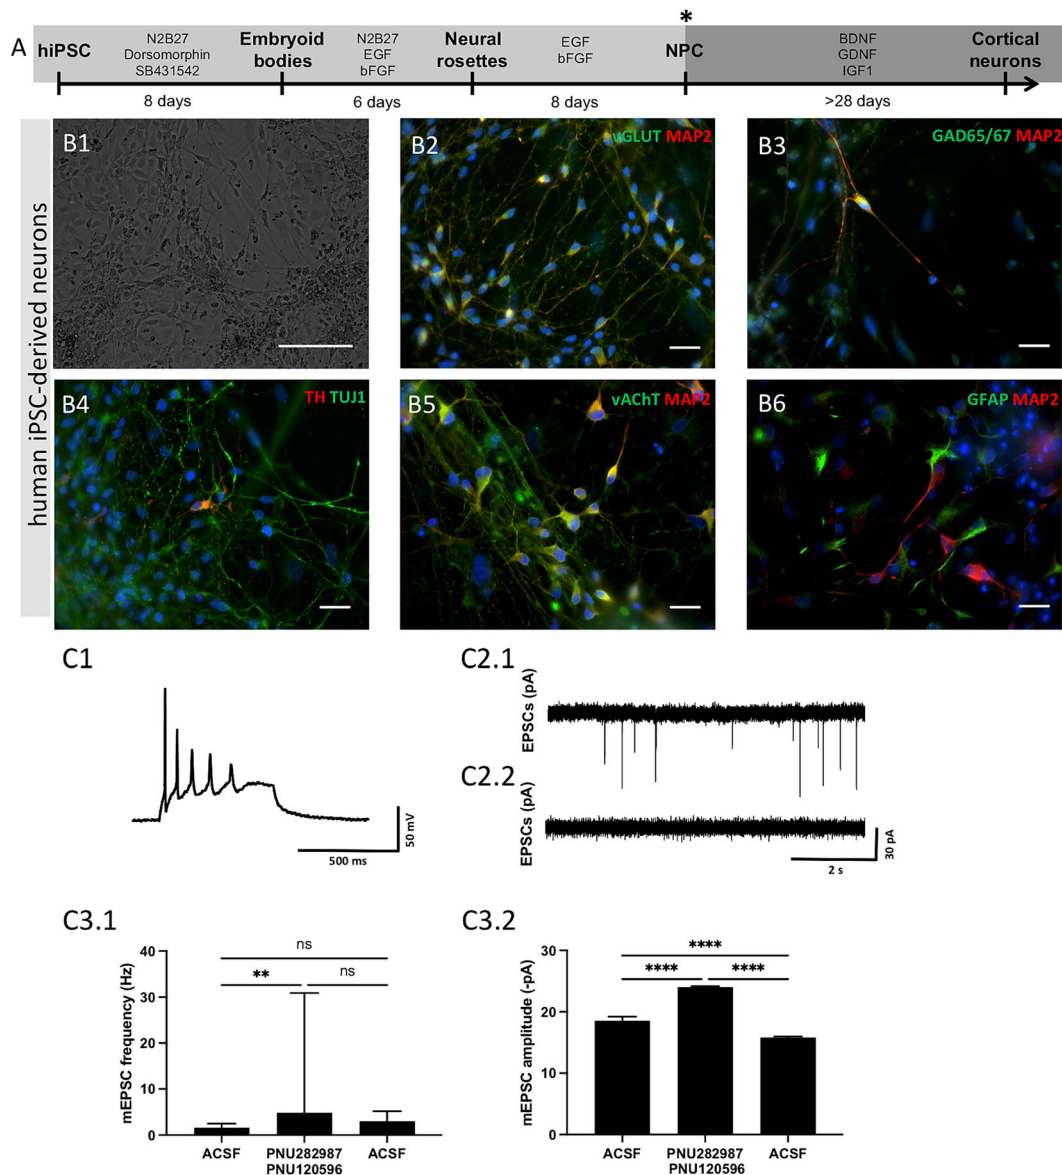 A
*
hiPSC
N2B27
Dorsomorphin
SB431542
Embryoid
bodies
N2B27
EGF
bFGF
Neural
rosettes
EGF
bFGF
NPC
BDNF
GDNF
IGF1
Cortical
neurons
8 days
6 days
8 days
>28 days
human iPSC-derived neurons
B1
B2
vGLUT MAP2
B3
GAD65/67 MAP2
B4
TH TUJ1
B5
vAChT MAP2
B6
GFAP MAP2
C1
50 mV
500 ms
C2.1
EPSCs (pA)
C2.2
EPSCs (pA)
30 pA
2 s
C3.1
mEPSC frequency (Hz)
40
30
20
10
0
ns
**
ns
ACSF
PNU282987
PNU120596
ACSF
C3.2
mEPSC amplitude (-pA)
40
30
20
10
0
****
****
****
ACSF
PNU282987
PNU120596
ACSF